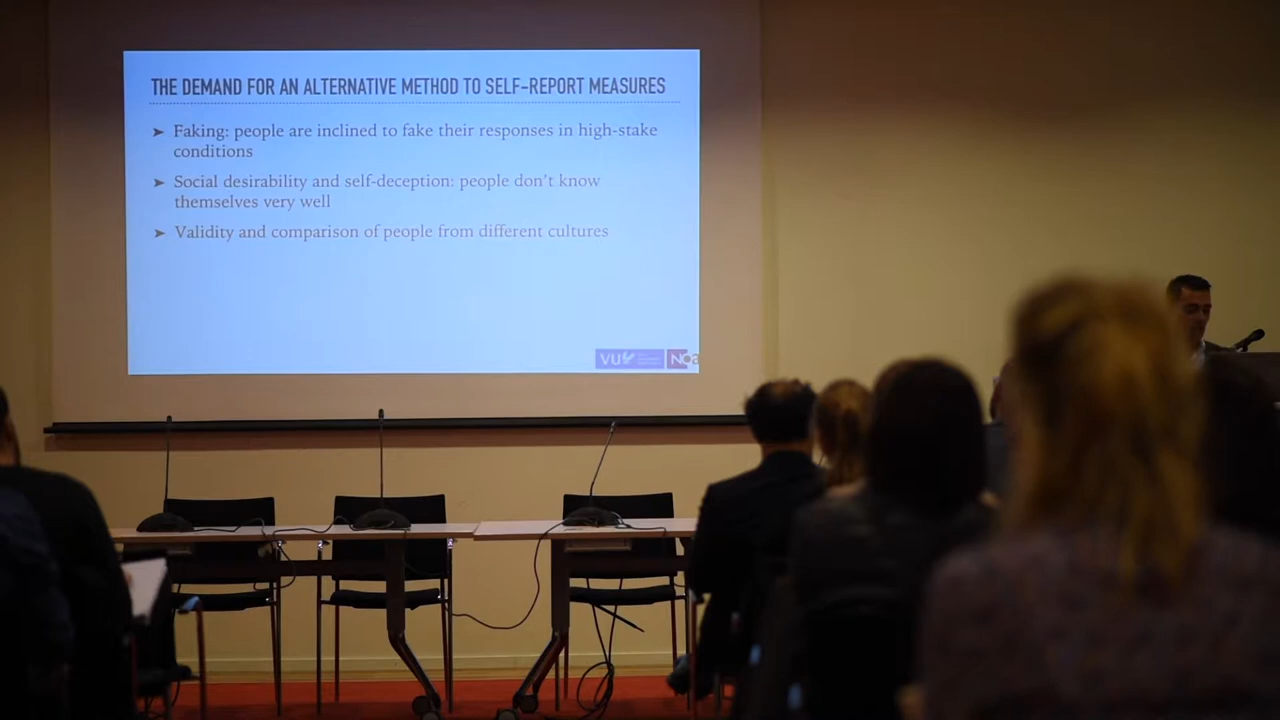 THE DEMAND FOR AN ALTERNATIVE METHOD TO SELF-REPORT MEASURES
➤ Faking: people are inclined to fake their responses in high-stake
conditions
➤ Social desirability and self-deception: people don't know
themselves very well
➤ Validity and comparison of people from different cultures
VU
NOa